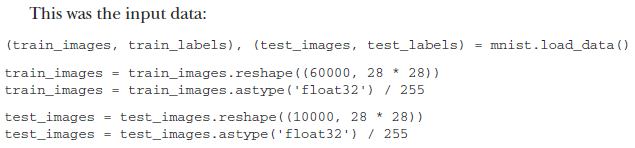 This was the input data:
(train_images, train_labels), (test_images, test_labels) = mnist.load_data()
train_images = train_images.reshape((60000, 28 * 28))
train_images = train_images.astype('float32') / 255
test_images = test_images.reshape((10000, 28 * 28))
test_images = test_images.astype('float32') / 255